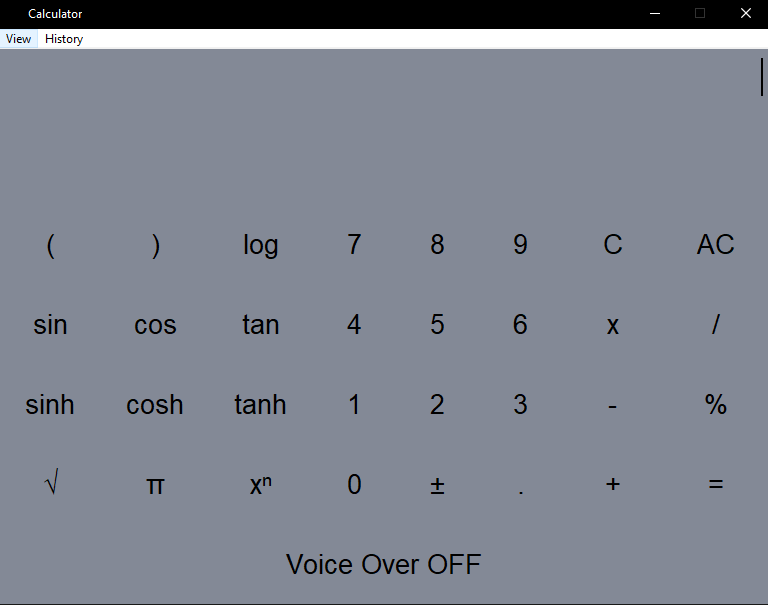 Calculator
View History
( ) log 7 8 9 C AC
sin cos tan 4 5 6 x /
sinh cosh tanh 1 2 3 - %
√ π xⁿ 0 ± . + =
Voice Over OFF